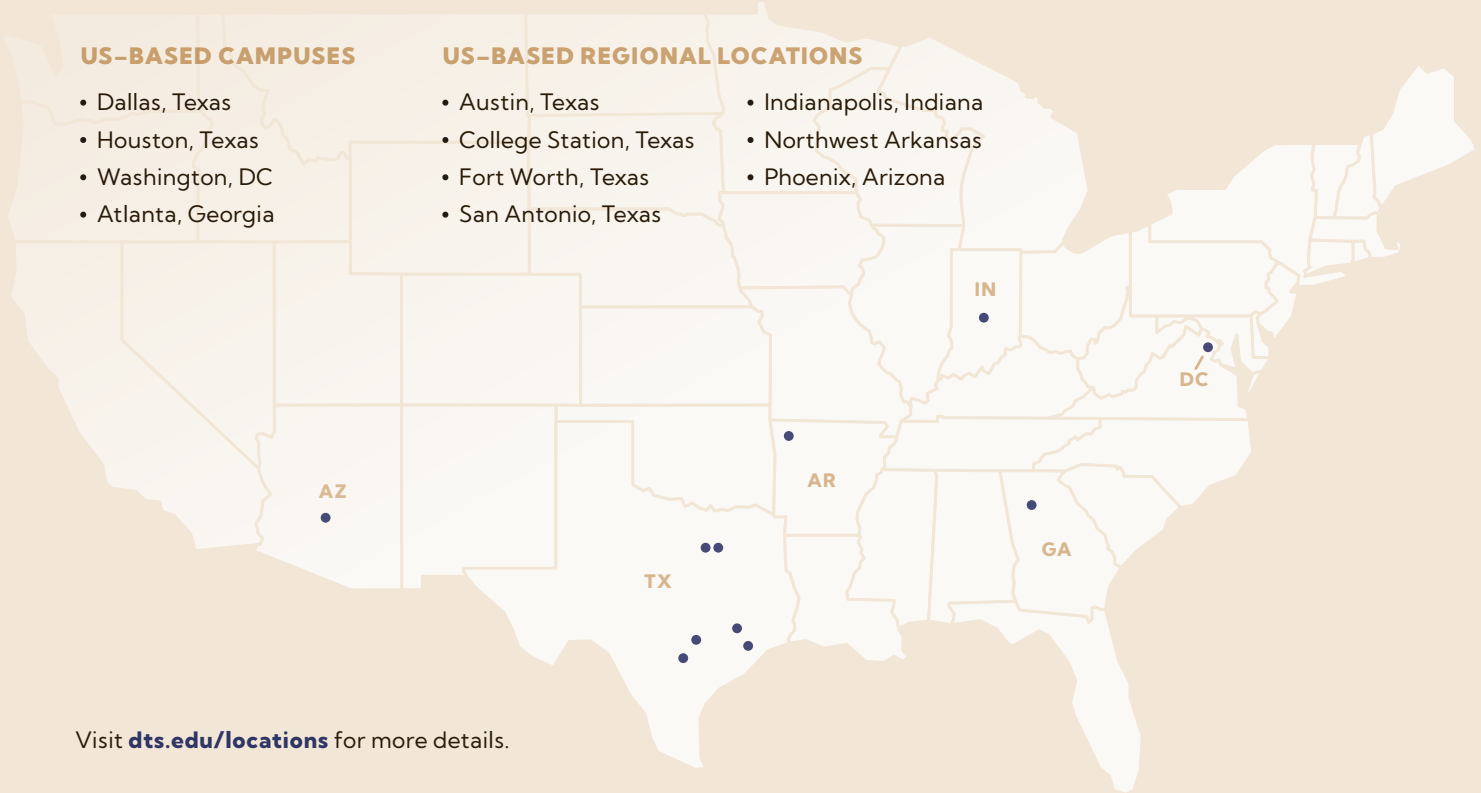 US–BASED CAMPUSES
• Dallas, Texas
• Houston, Texas
• Washington, DC
• Atlanta, Georgia
US–BASED REGIONAL LOCATIONS
• Austin, Texas
• College Station, Texas
• Fort Worth, Texas
• San Antonio, Texas
• Indianapolis, Indiana
• Northwest Arkansas
• Phoenix, Arizona
IN
DC
AR
AZ
GA
TX
Visit dts.edu/locations for more details.